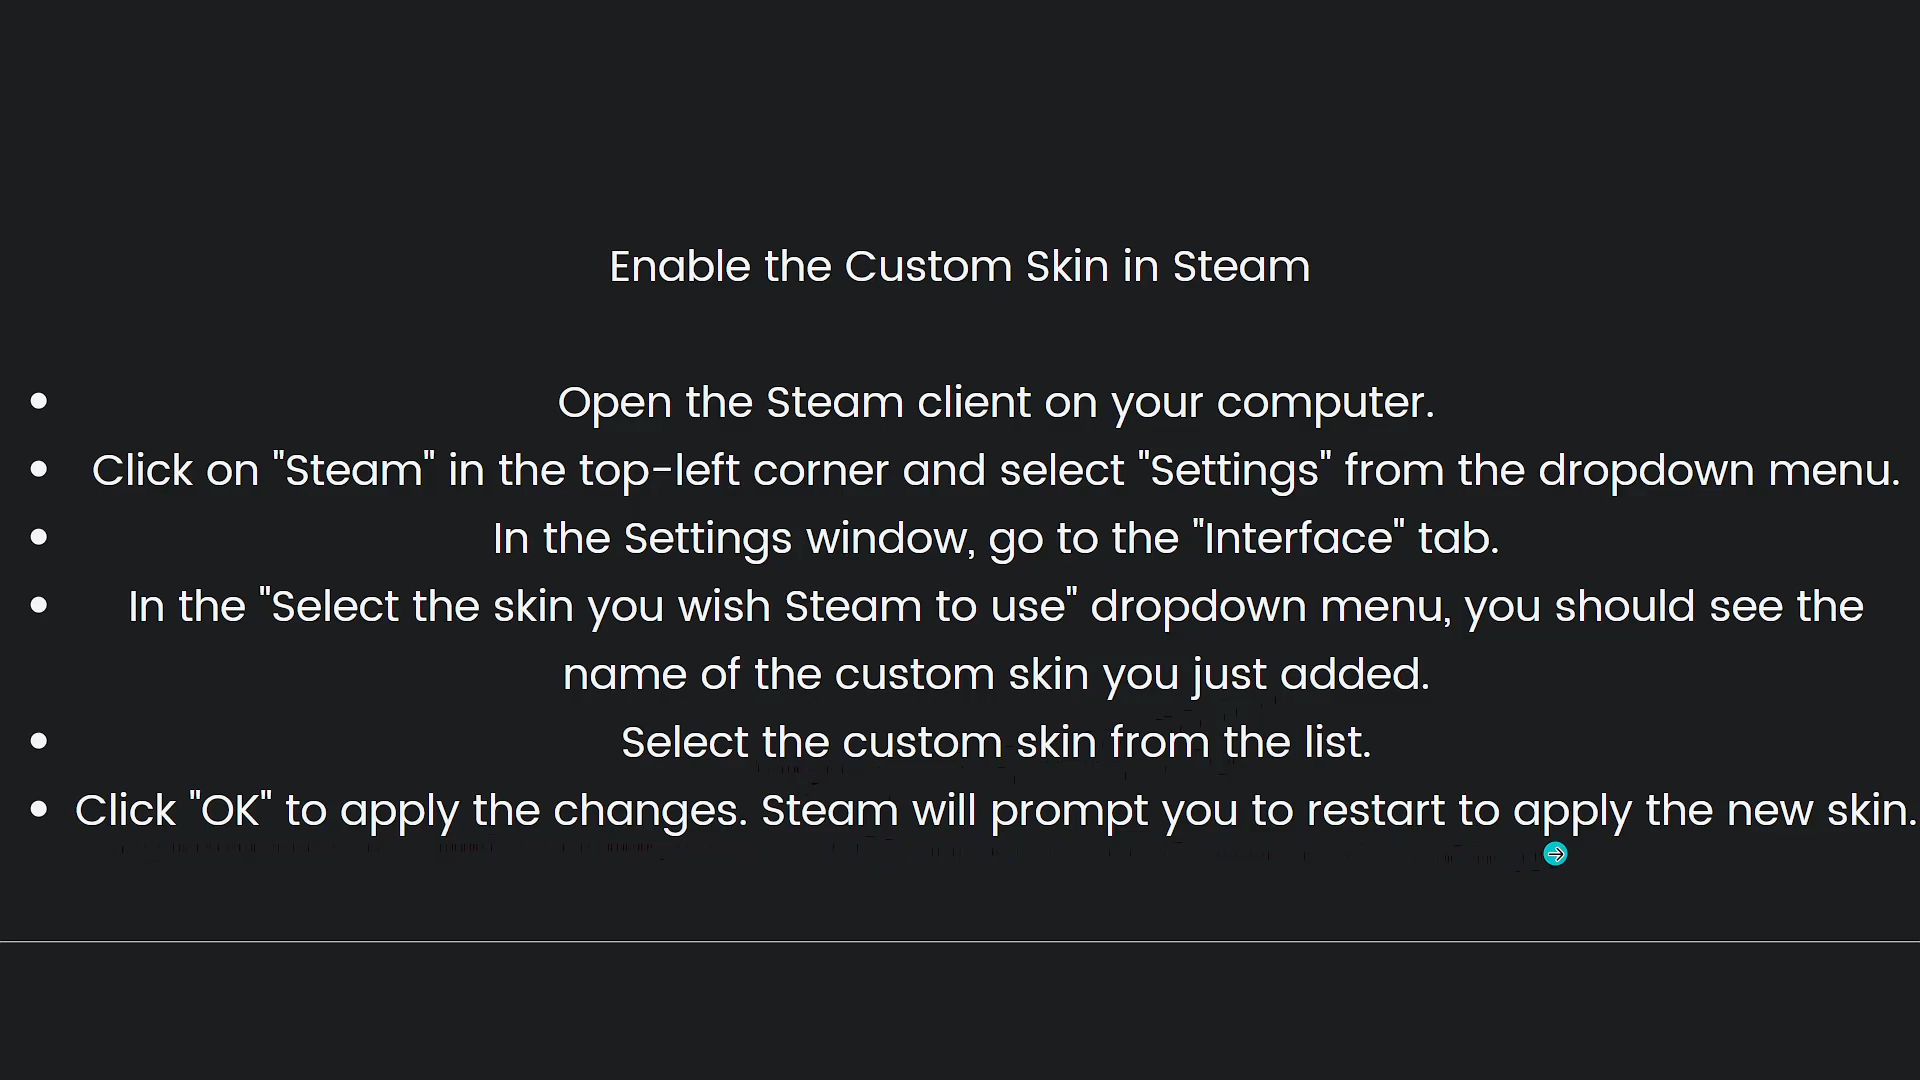 Enable the Custom Skin in Steam
• Open the Steam client on your computer.
• Click on "Steam" in the top-left corner and select "Settings" from the dropdown menu.
• In the Settings window, go to the "Interface" tab.
• In the "Select the skin you wish Steam to use" dropdown menu, you should see the
name of the custom skin you just added.
• Select the custom skin from the list.
• Click "OK" to apply the changes. Steam will prompt you to restart to apply the new skin.